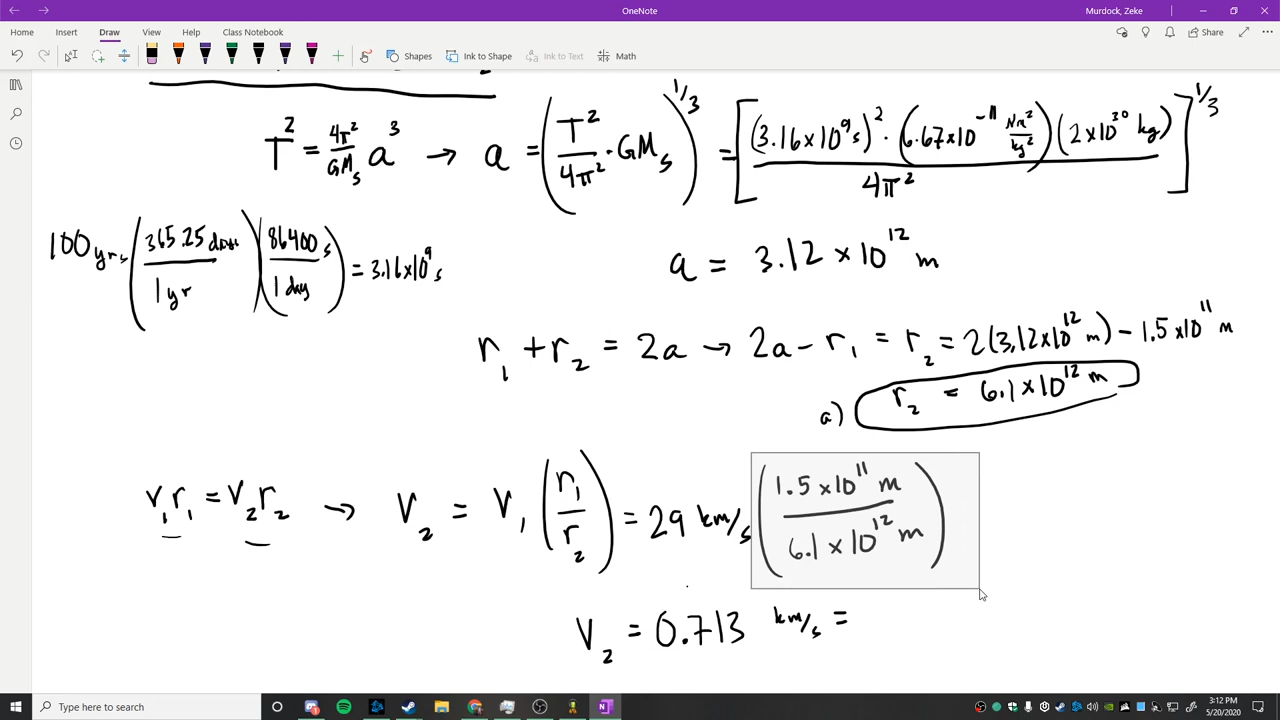 OneNote
Murdock, Zeke
Home Insert Draw View Help
Share
Shapes Ink to Shape Ink to Text Math
2
T² = 4π²/GM_s a³ → a = (T²/4π² · GM_s)^1/3 = [(3.16×10⁹s)² · (6.67×10⁻¹¹ Nm²/kg²)(2×10³⁰ kg)/4π²]^1/3
100 yrs (365.25 days/1 yr)(86400 s/1 day) = 3.16×10⁹ s
a = 3.12 × 10¹² m
r₁ + r₂ = 2a → 2a − r₁ = r₂ = 2(3.12×10¹² m) − 1.5×10¹¹ m
a) r₂ = 6.1×10¹² m
v₁r₁ = v₂r₂ → v₂ = v₁ (r₁/r₂) = 29 km/s (1.5×10¹¹ m/6.1×10¹² m)
v₂ = 0.713 km/s =
Type here to search
3:12 PM
5/20/2020